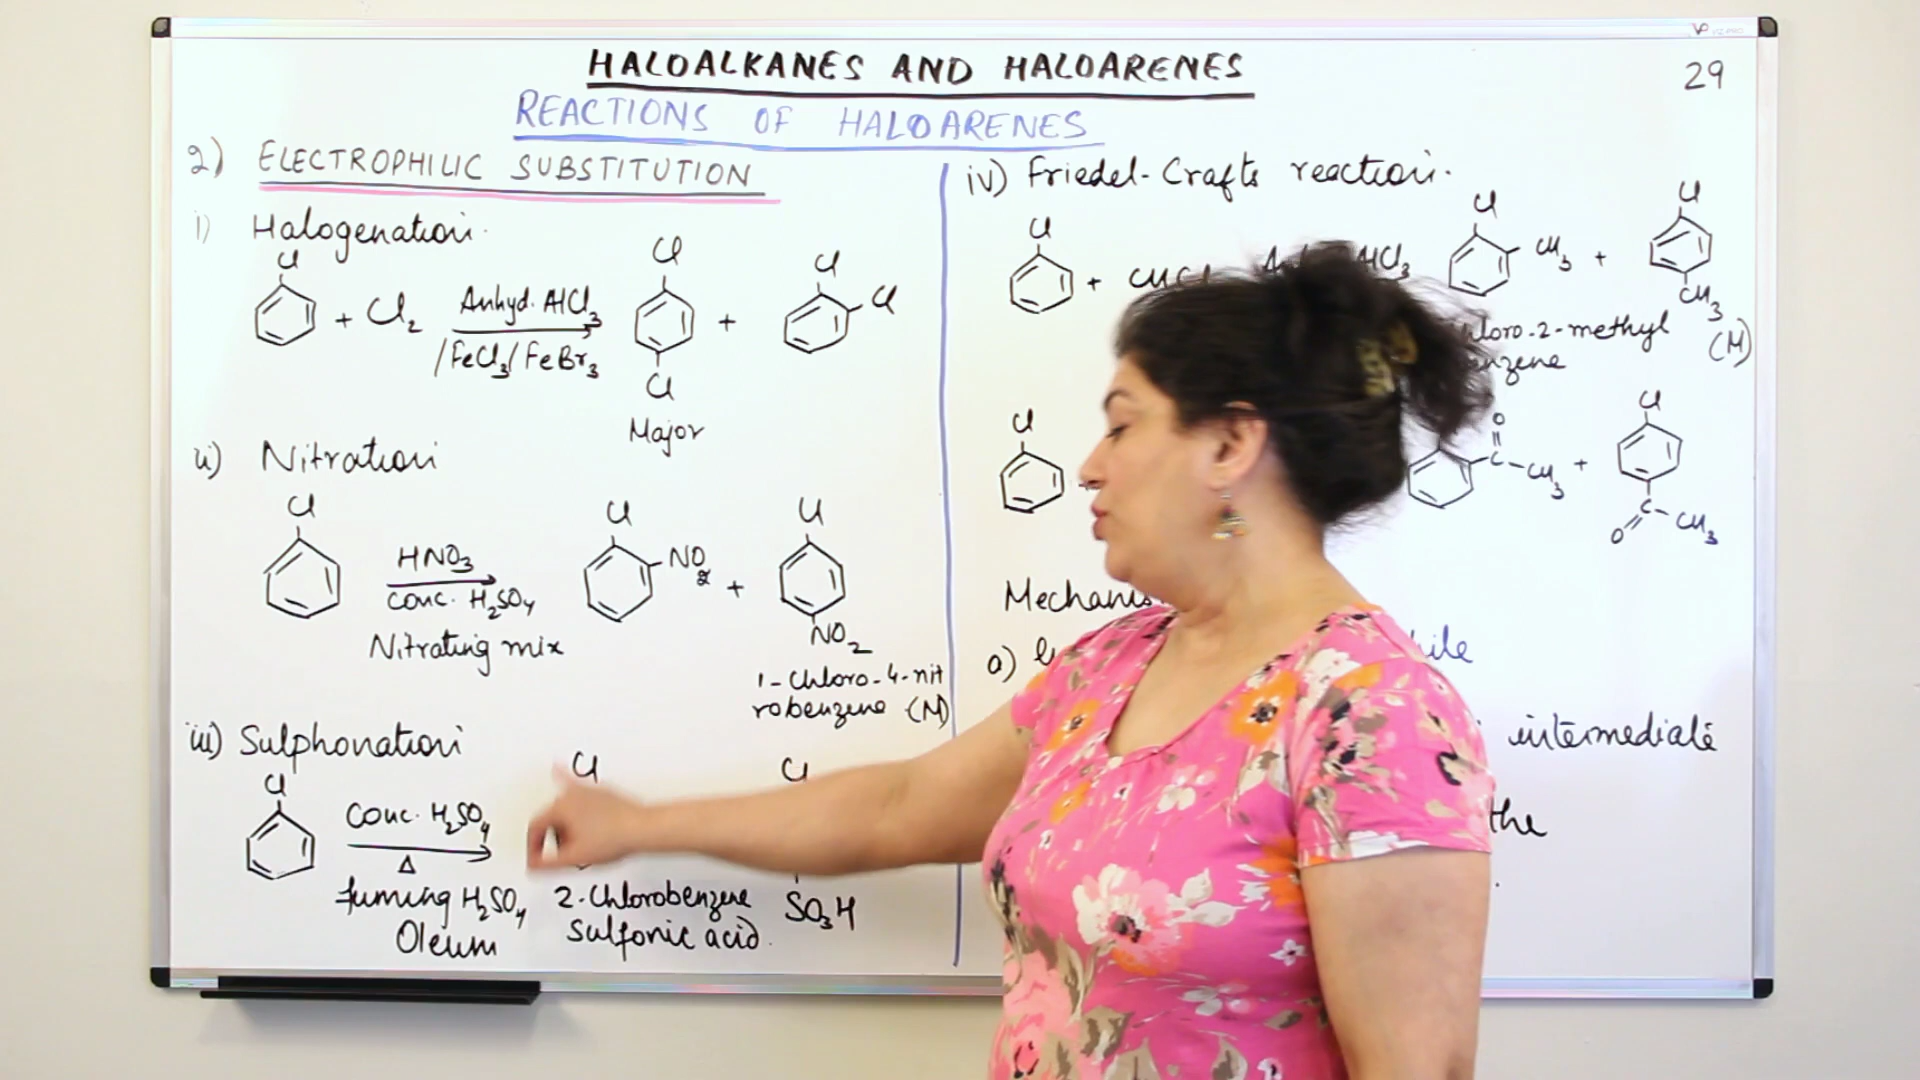 HALOALKANES AND HALOARENES
29
REACTIONS OF HALOARENES
2) ELECTROPHILIC SUBSTITUTION
i) Halogenation.
Cl
+ Cl2
Anhyd. AlCl3
/FeCl3/FeBr3
Cl
Cl
Major
+
Cl
Cl
ii) Nitration
Cl
HNO3
Conc. H2SO4
Nitrating mix
Cl
NO2
+
Cl
NO2
1-Chloro-4-nit
robenzene (M)
iii) Sulphonation
Cl
Conc. H2SO4
Δ
fuming H2SO4
Oleum
Cl
2-Chlorobenzene
Sulfonic acid.
Cl
SO3H
iv) Friedel-Crafts reaction.
Cl
+
Cl
CH3
+
Cl
CH3
(M)
2-methyl
Cl
O
C-CH3
+
Cl
C-CH3
O
a)
intermediate
the